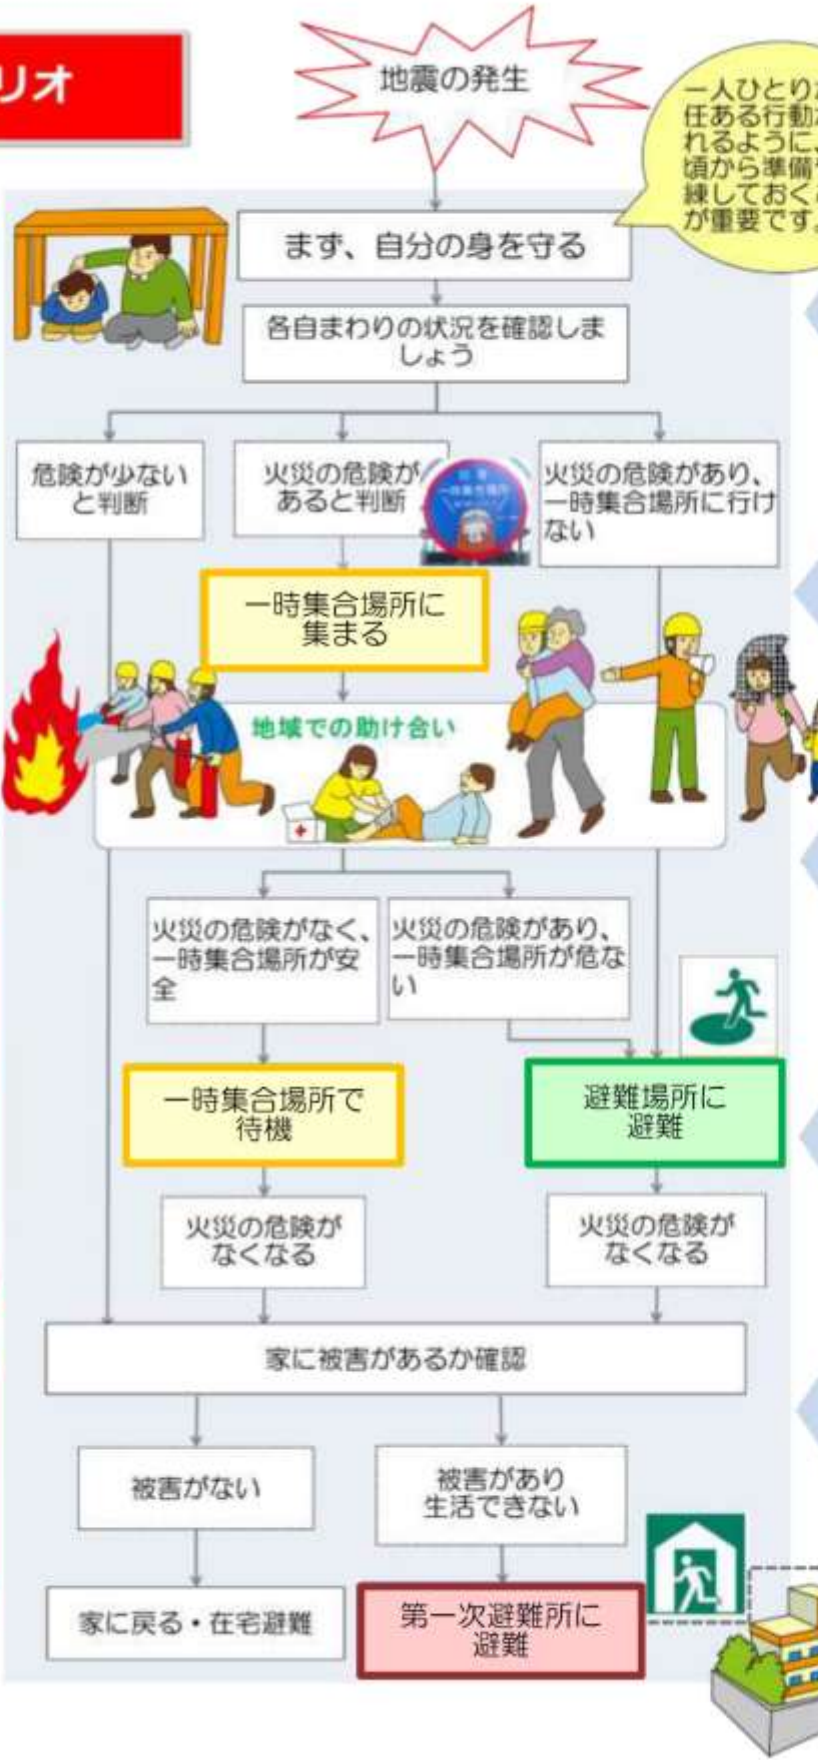 リオ
地震の発生
一人ひとりが
任ある行動が
れるように、
頃から準備
練しておくこ
が重要です。
まず、自分の身を守る
各自まわりの状況を確認しま
しょう
危険が少ない
と判断
火災の危険が
あると判断
一時集合場所
火災の危険があり、
一時集合場所に行け
ない
一時集合場所に
集まる
地域での助け合い
火災の危険がなく、
一時集合場所が安
全
火災の危険があり、
一時集合場所が危な
い
一時集合場所で
待機
避難場所に
避難
火災の危険が
なくなる
火災の危険が
なくなる
家に被害があるか確認
被害がない
被害があり
生活できない
家に戻る・在宅避難
第一次避難所に
避難